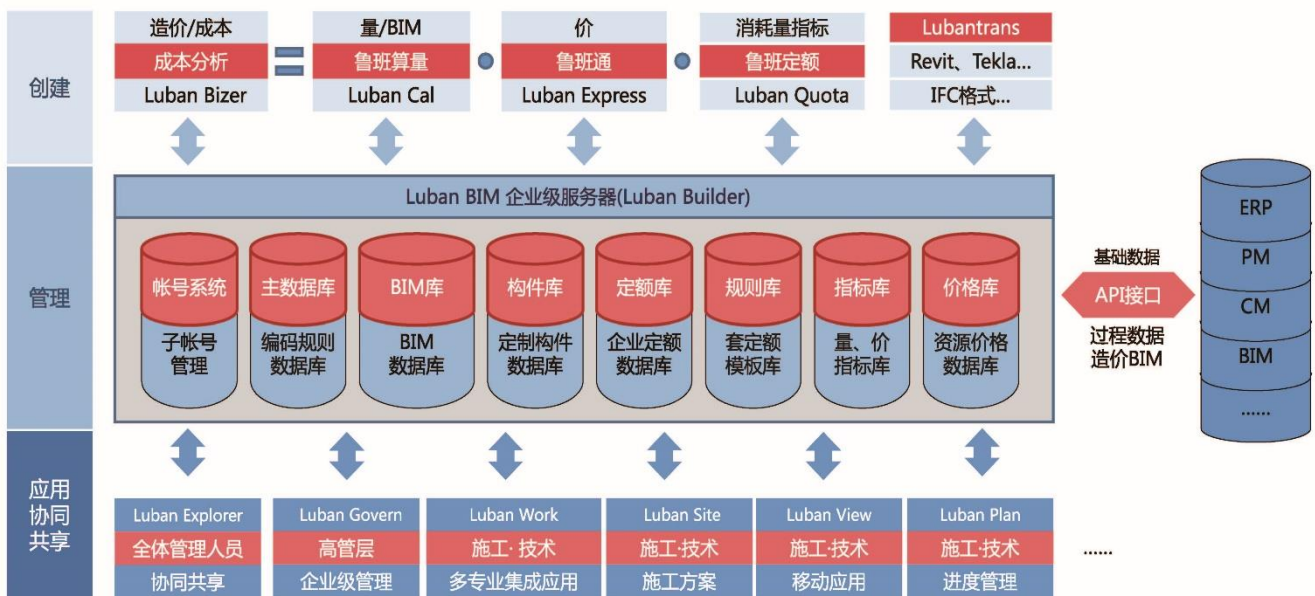 创建
造价/成本
成本分析
Luban Bizer
量/BIM
鲁班算量
Luban Cal
价
鲁班通
Luban Express
消耗量指标
鲁班定额
Luban Quota
Lubantrans
Revit、Tekla...
IFC格式...
管理
Luban BIM 企业级服务器(Luban Builder)
帐号系统
子帐号
管理
主数据库
编码规则
数据库
BIM库
BIM
数据库
构件库
定制构件
数据库
定额库
企业定额
数据库
规则库
套定额
模板库
指标库
量、价
指标库
价格库
资源价格
数据库
基础数据
API接口
过程数据
造价BIM
ERP
PM
CM
BIM
......
应用
协同
共享
Luban Explorer
全体管理人员
协同共享
Luban Govern
高管层
企业级管理
Luban Work
施工· 技术
多专业集成应用
Luban Site
施工·技术
施工方案
Luban View
施工·技术
移动应用
Luban Plan
施工·技术
进度管理
......